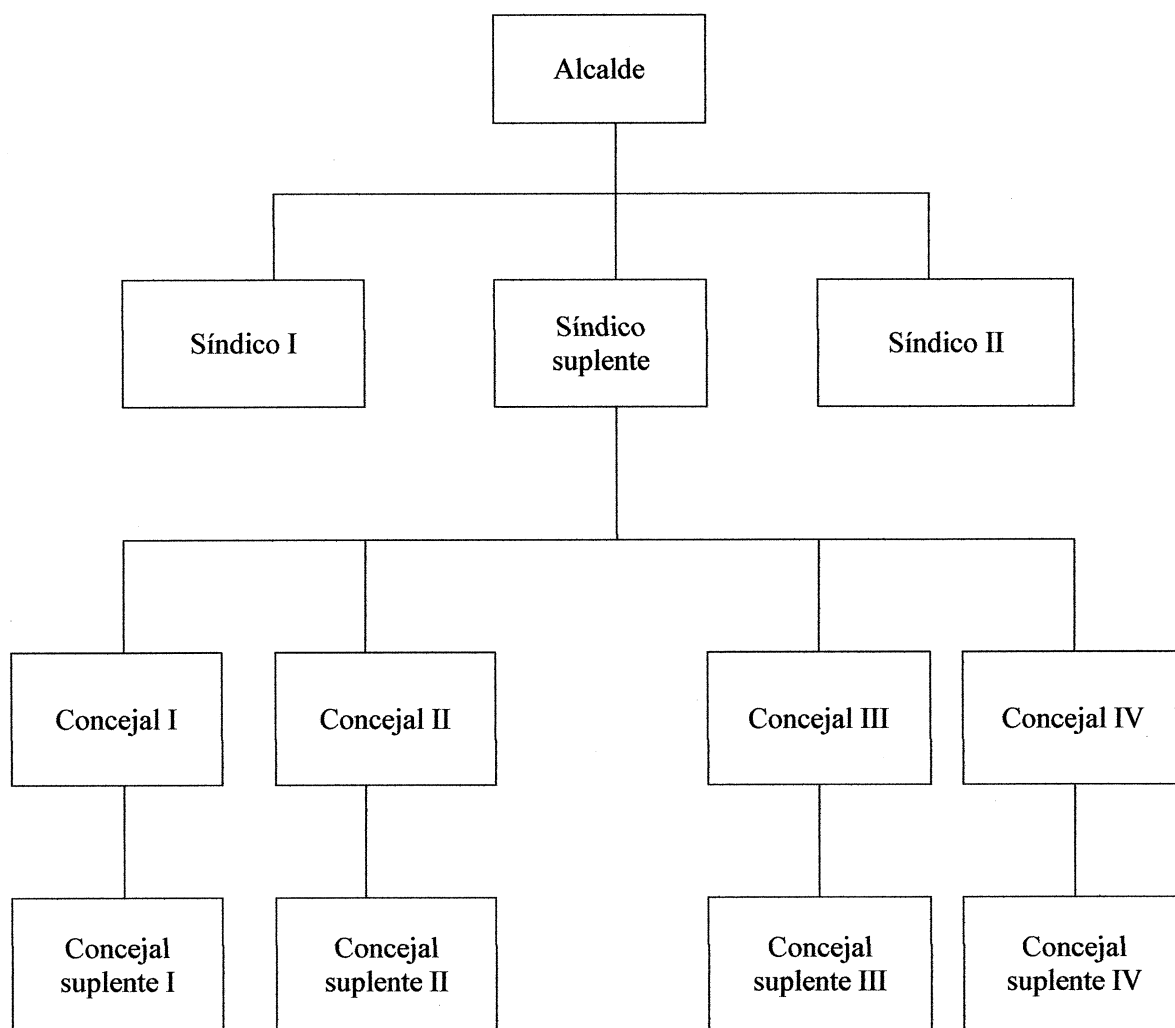 Alcalde
Síndico I
Síndico
suplente
Síndico II
Concejal I
Concejal II
Concejal III
Concejal IV
Concejal
suplente I
Concejal
suplente II
Concejal
suplente III
Concejal
suplente IV